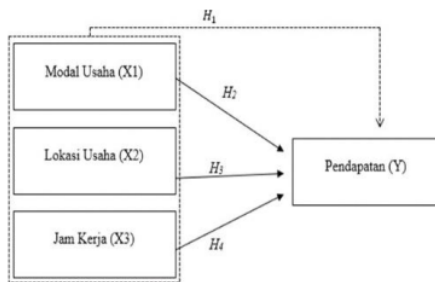 H1
Modal Usaha (X1)
H2
Lokasi Usaha (X2)
H3
Pendapatan (Y)
Jam Kerja (X3)
H4